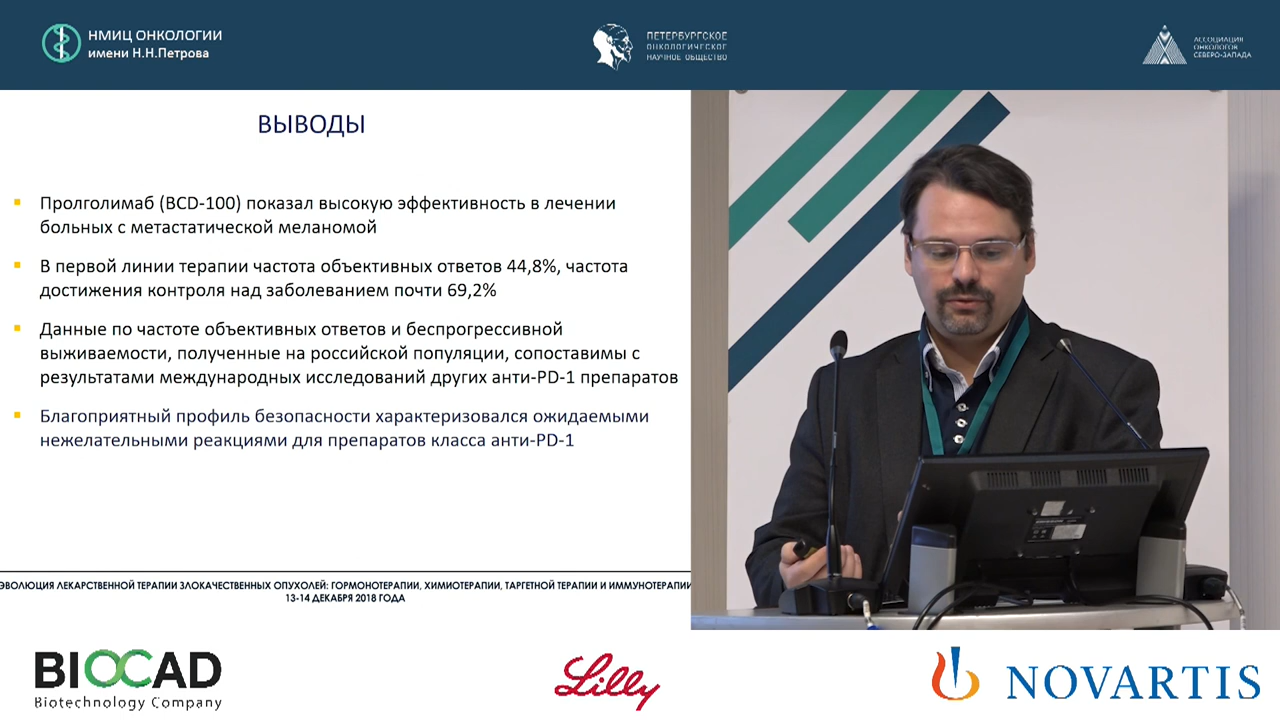 НМИЦ ОНКОЛОГИИ
имени Н.Н.Петрова
ПЕТЕРБУРГСКОЕ
ОНКОЛОГИЧЕСКОЕ
НАУЧНОЕ ОБЩЕСТВО
АССОЦИАЦИЯ
ОНКОЛОГОВ
СЕВЕРО-ЗАПАДА
ВЫВОДЫ
Пролголимаб (BCD-100) показал высокую эффективность в лечении
больных с метастатической меланомой
В первой линии терапии частота объективных ответов 44,8%, частота
достижения контроля над заболеванием почти 69,2%
Данные по частоте объективных ответов и беспрогрессивной
выживаемости, полученные на российской популяции, сопоставимы с
результатами международных исследований других анти-PD-1 препаратов
Благоприятный профиль безопасности характеризовался ожидаемыми
нежелательными реакциями для препаратов класса анти-PD-1
ЭВОЛЮЦИЯ ЛЕКАРСТВЕННОЙ ТЕРАПИИ ЗЛОКАЧЕСТВЕННЫХ ОПУХОЛЕЙ: ГОРМОНОТЕРАПИИ, ХИМИОТЕРАПИИ, ТАРГЕТНОЙ ТЕРАПИИ И ИММУНОТЕРАПИИ
13-14 ДЕКАБРЯ 2018 ГОДА
BIOCAD
Biotechnology Company
Lilly
NOVARTIS